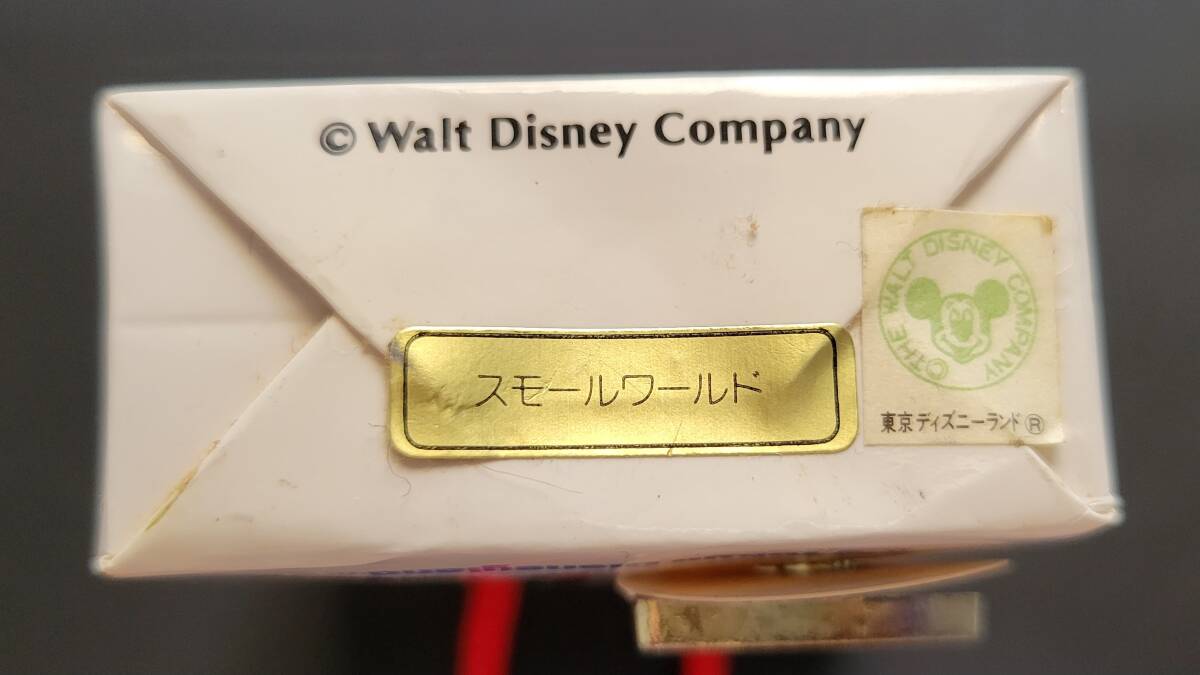 © Walt Disney Company
スモールワールド
©THE WALT DISNEY COMPANY
東京ディズニーランド®